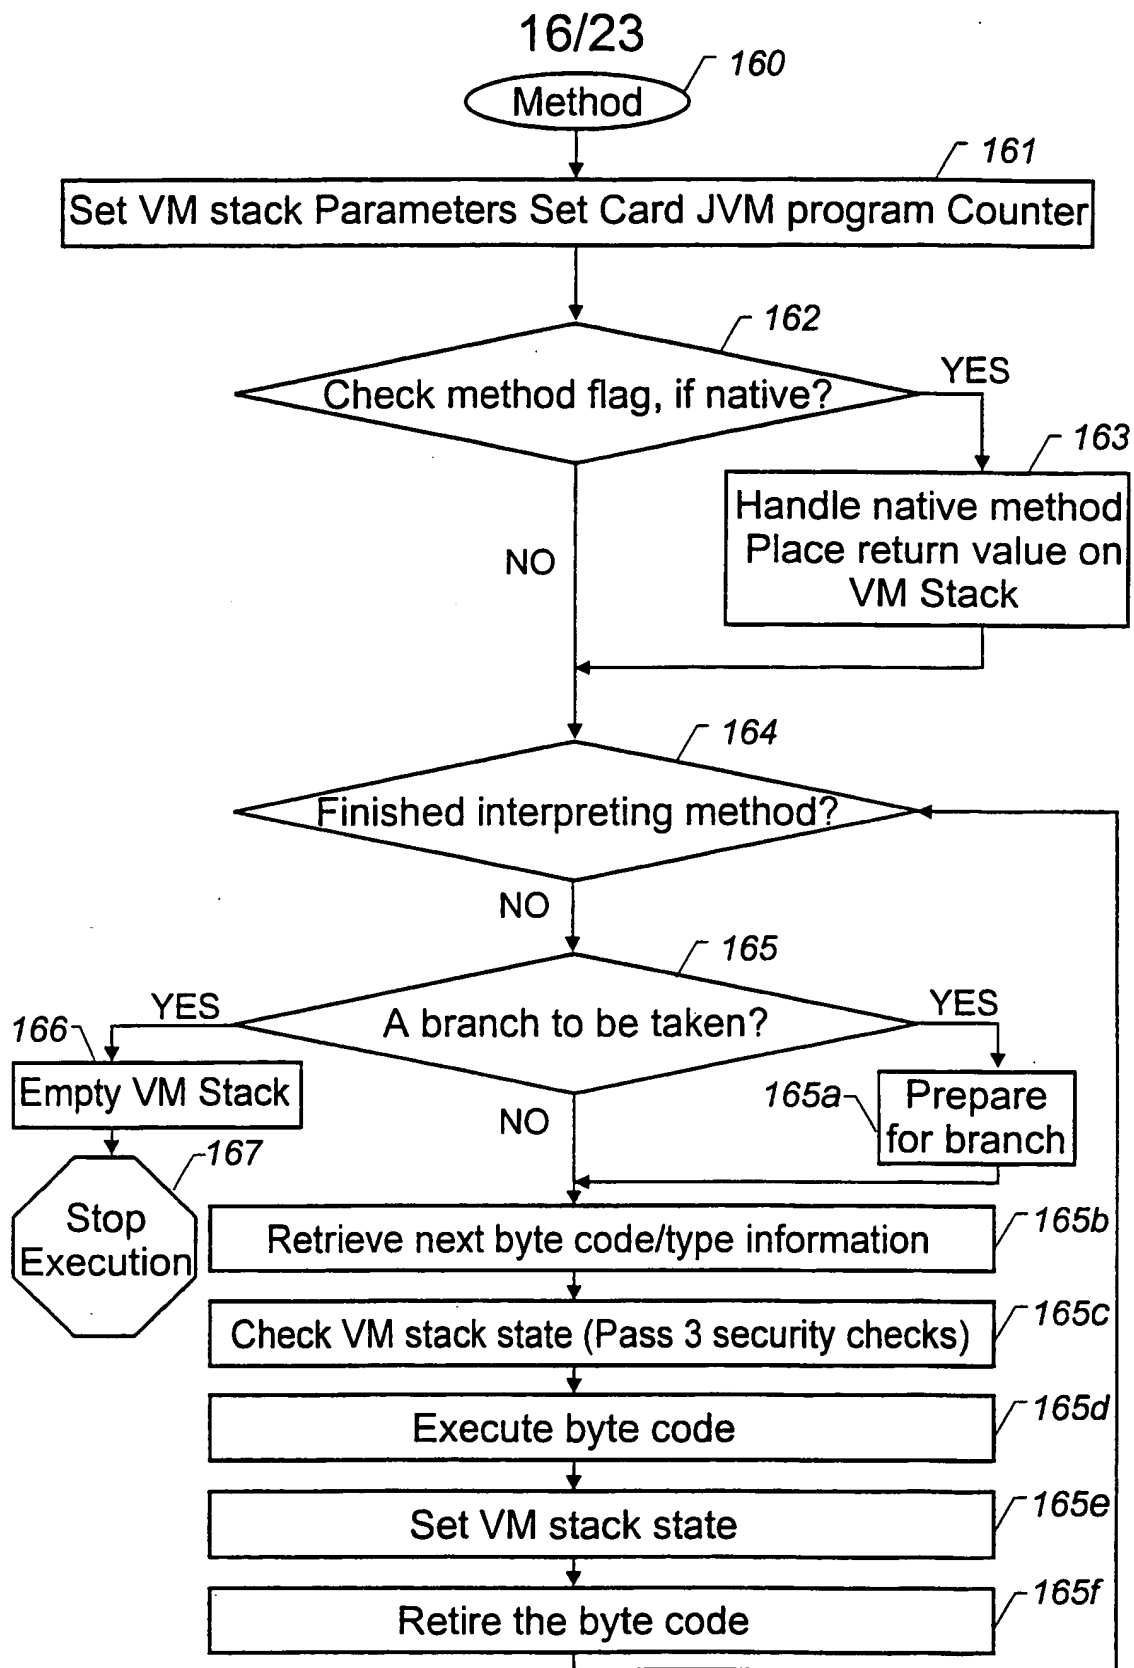 16/23
160
Method
161
Set VM stack Parameters Set Card JVM program Counter
162
Check method flag, if native?
YES
163
Handle native method
Place return value on
VM Stack
NO
164
Finished interpreting method?
NO
165
A branch to be taken?
YES
YES
166
Empty VM Stack
165a
Prepare
for branch
NO
167
Stop
Execution
Retrieve next byte code/type information
165b
Check VM stack state (Pass 3 security checks)
165c
Execute byte code
165d
Set VM stack state
165e
Retire the byte code
165f